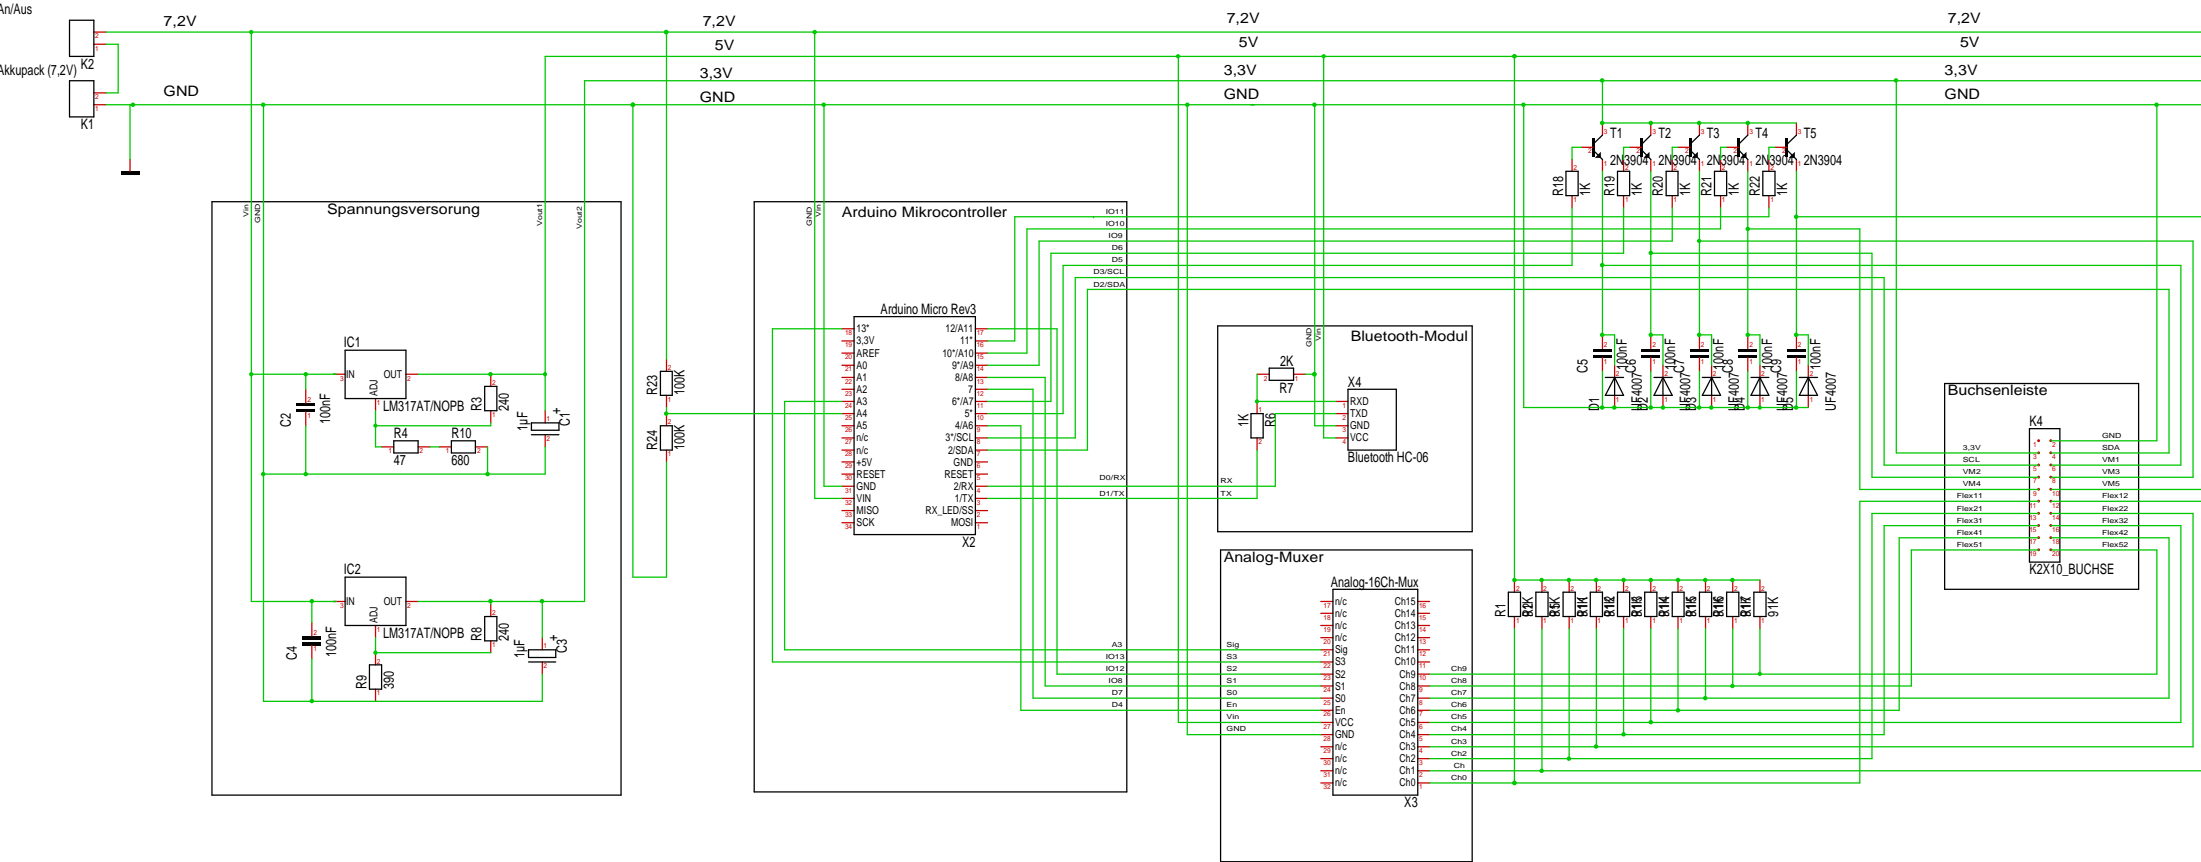 An/Aus
7,2V
7,2V
7,2V
7,2V
5V
5V
5V
K2
Akkupack (7,2V)
3,3V
3,3V
3,3V
GND
GND
GND
GND
K1
T1
T2
T3
T4
T5
2N3904
2N3904
2N3904
2N3904
2N3904
R18
1K
R19
1K
R20
1K
R21
1K
R22
1K
Vin
GND
Spannungsversorung
Vout1
Vout2
IC1
IN
OUT
ADJ
LM317AT/NOPB
C2
100nF
R3
240
1µF
+
C1
R4
47
R10
680
IC2
IN
OUT
ADJ
LM317AT/NOPB
C4
100nF
R8
240
1µF
+
C3
R9
390
R23
100K
R24
100K
GND
Vin
Arduino Mikrocontroller
IO11
IO10
IO9
D6
D5
D3/SCL
D2/SDA
Arduino Micro Rev3
13* 12/A11
3,3V 11*
AREF 10*/A10
A0 9*/A9
A1 8/A8
A2 7
A3 6*/A7
A4 5*
A5 4/A6
n/c 3*/SCL
n/c 2/SDA
+5V GND
RESET RESET
GND 2/RX
VIN 1/TX
MISO RX_LED/SS
SCK MOSI
X2
D0/RX
D1/TX
A3
IO13
IO12
IO8
D7
D4
GND
Vin
Bluetooth-Modul
2K
R7
1K
R6
X4
RXD
TXD
GND
VCC
Bluetooth HC-06
RX
TX
Analog-Muxer
Analog-16Ch-Mux
n/c Ch15
n/c Ch14
n/c Ch13
n/c Ch12
Sig Ch11
S3 Ch10
S2 Ch9
S1 Ch8
S0 Ch7
En Ch6
VCC Ch5
GND Ch4
n/c Ch3
n/c Ch2
n/c Ch1
n/c Ch0
X3
Sig
S3
S2
S1
S0
En
Vin
GND
Ch9
Ch8
Ch7
Ch6
Ch5
Ch4
Ch3
Ch2
Ch
Ch0
C5
100nF
C6
100nF
C7
100nF
C8
100nF
C9
100nF
D1
UF4007
UF4007
UF4007
UF4007
UF4007
R1
91K
Buchsenleiste
K4
GND
3,3V SDA
SCL VM1
VM2 VM3
VM4 VM5
Flex11 Flex12
Flex21 Flex22
Flex31 Flex32
Flex41 Flex42
Flex51 Flex52
K2X10_BUCHSE